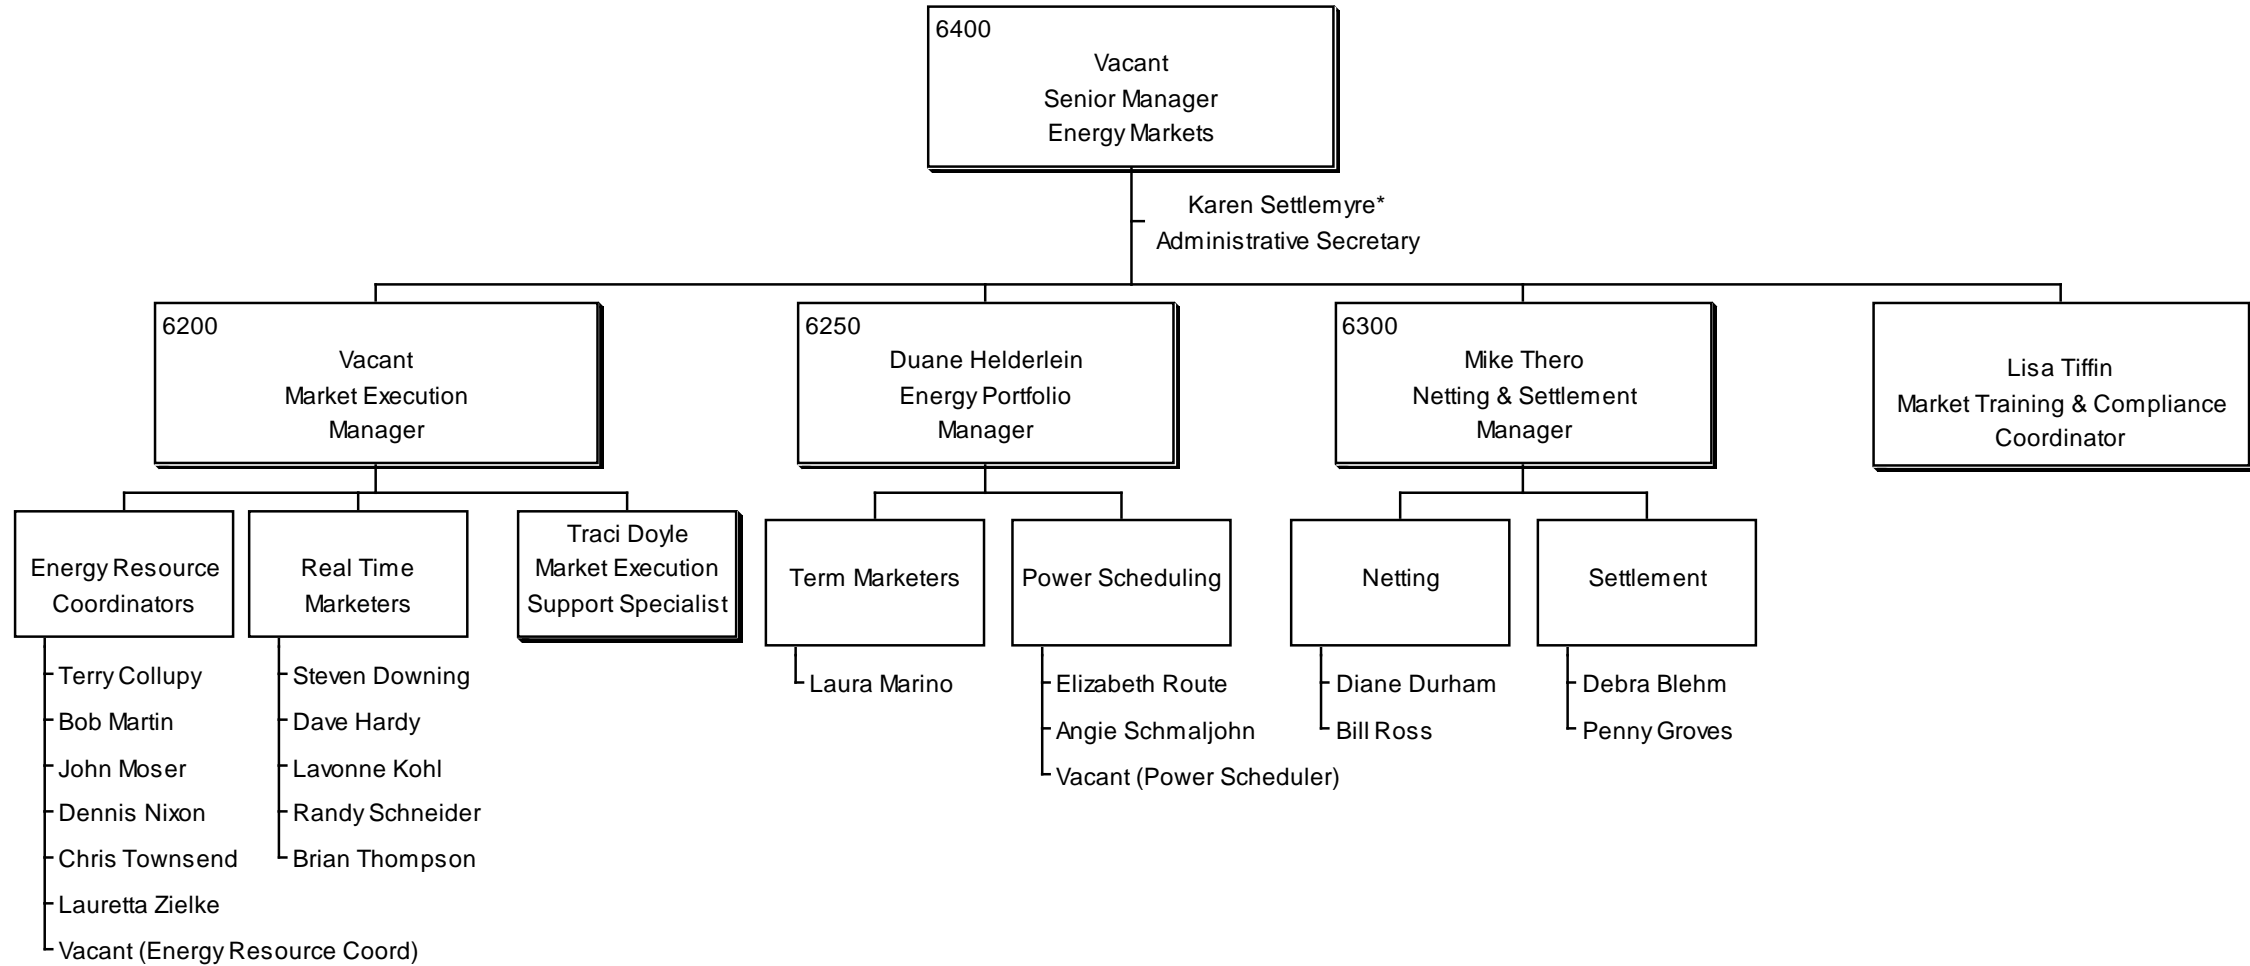 6400
Vacant
Senior Manager
Energy Markets
Karen Settlemyre*
Administrative Secretary
6200
Vacant
Market Execution
Manager
6250
Duane Helderlein
Energy Portfolio
Manager
6300
Mike Thero
Netting & Settlement
Manager
Lisa Tiffin
Market Training & Compliance
Coordinator
Energy Resource
Coordinators
Terry Collupy
Bob Martin
John Moser
Dennis Nixon
Chris Townsend
Lauretta Zielke
Vacant (Energy Resource Coord)
Real Time
Marketers
Steven Downing
Dave Hardy
Lavonne Kohl
Randy Schneider
Brian Thompson
Traci Doyle
Market Execution
Support Specialist
Term Marketers
Laura Marino
Power Scheduling
Elizabeth Route
Angie Schmaljohn
Vacant (Power Scheduler)
Netting
Diane Durham
Bill Ross
Settlement
Debra Blehm
Penny Groves